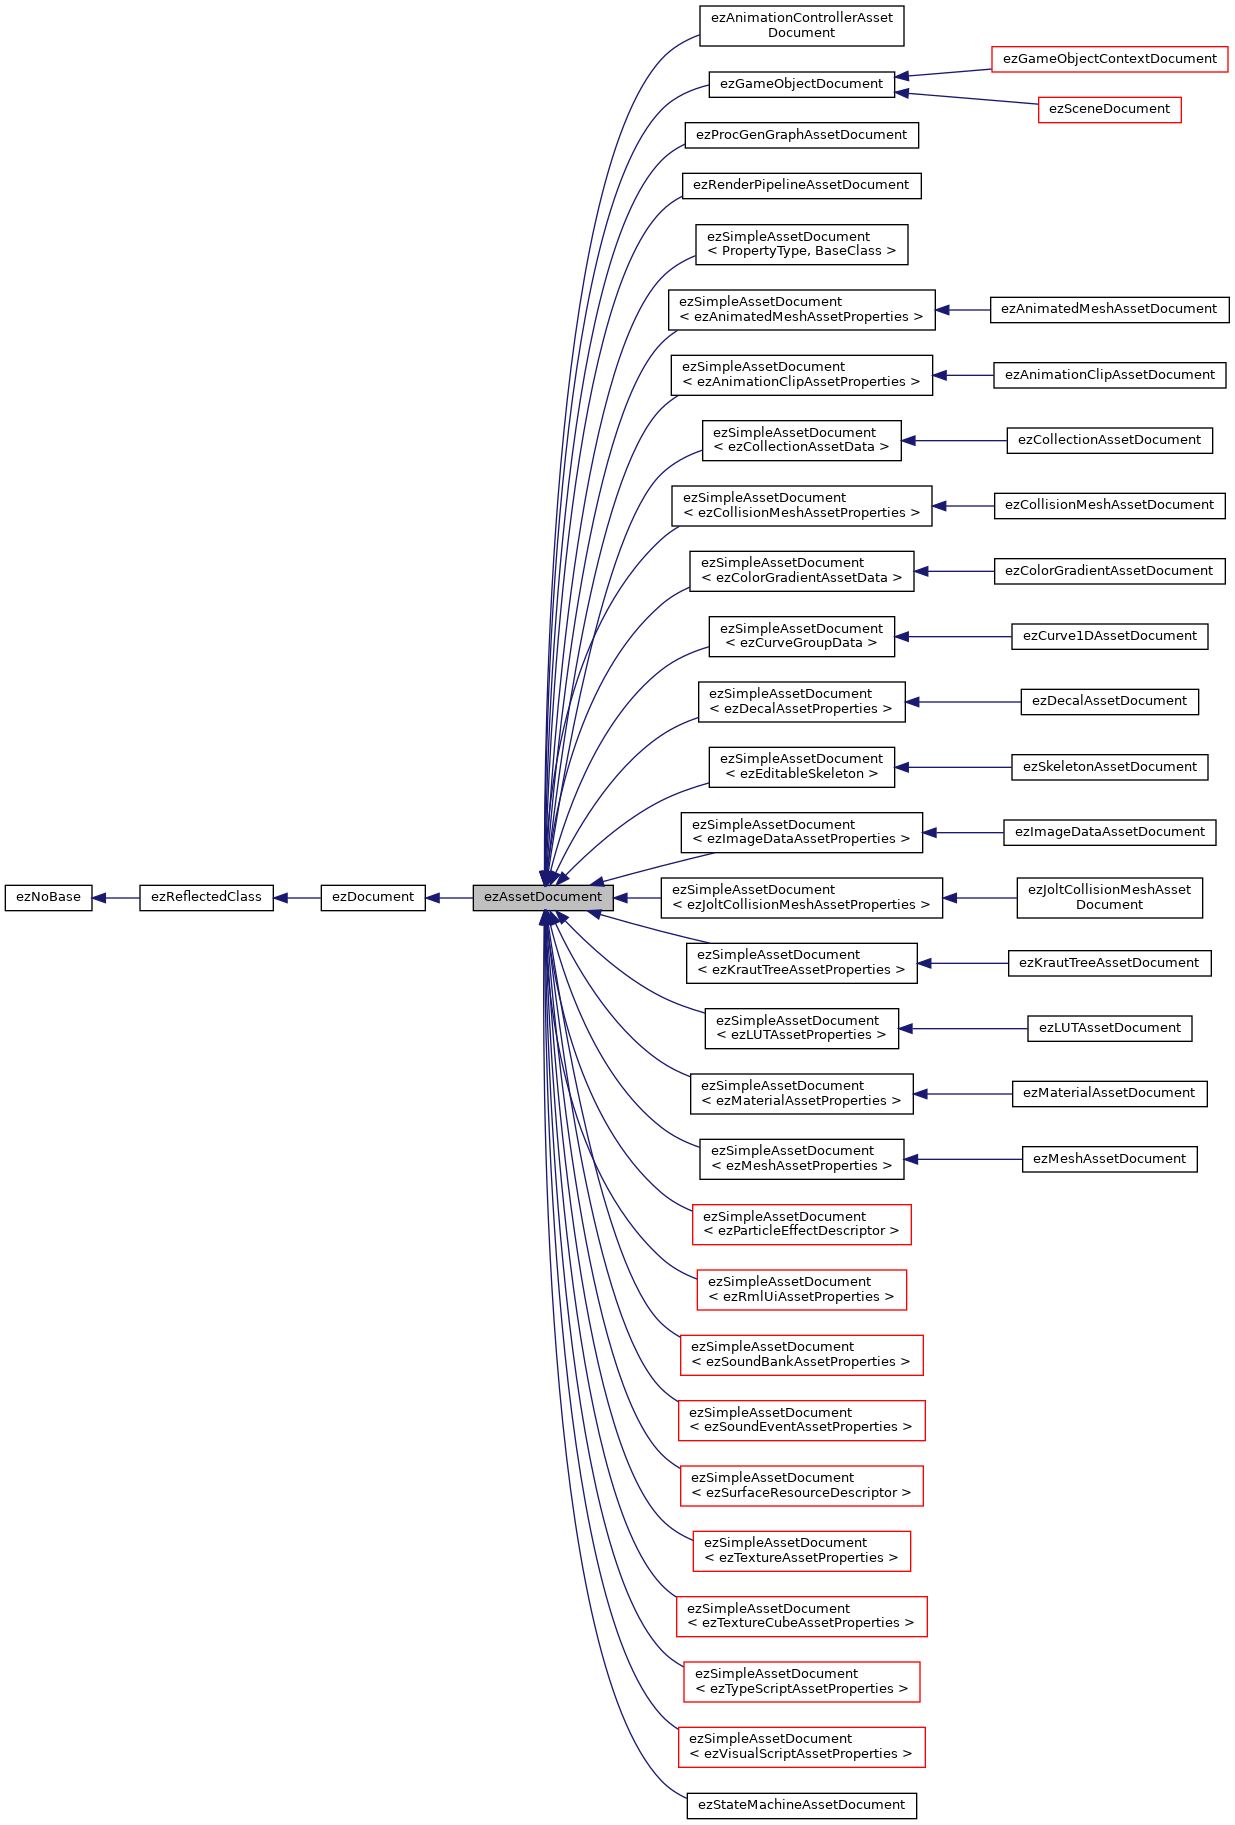 ezAnimationControllerAsset
Document
ezGameObjectContextDocument
ezGameObjectDocument
ezSceneDocument
ezProcGenGraphAssetDocument
ezRenderPipelineAssetDocument
ezSimpleAssetDocument
< PropertyType, BaseClass >
ezSimpleAssetDocument
< ezAnimatedMeshAssetProperties >
ezAnimatedMeshAssetDocument
ezSimpleAssetDocument
< ezAnimationClipAssetProperties >
ezAnimationClipAssetDocument
ezSimpleAssetDocument
< ezCollectionAssetData >
ezCollectionAssetDocument
ezSimpleAssetDocument
< ezCollisionMeshAssetProperties >
ezCollisionMeshAssetDocument
ezSimpleAssetDocument
< ezColorGradientAssetData >
ezColorGradientAssetDocument
ezSimpleAssetDocument
< ezCurveGroupData >
ezCurve1DAssetDocument
ezSimpleAssetDocument
< ezDecalAssetProperties >
ezDecalAssetDocument
ezSimpleAssetDocument
< ezEditableSkeleton >
ezSkeletonAssetDocument
ezSimpleAssetDocument
< ezImageDataAssetProperties >
ezImageDataAssetDocument
ezNoBase
ezReflectedClass
ezDocument
ezAssetDocument
ezSimpleAssetDocument
< ezJoltCollisionMeshAssetProperties >
ezJoltCollisionMeshAsset
Document
ezSimpleAssetDocument
< ezKrautTreeAssetProperties >
ezKrautTreeAssetDocument
ezSimpleAssetDocument
< ezLUTAssetProperties >
ezLUTAssetDocument
ezSimpleAssetDocument
< ezMaterialAssetProperties >
ezMaterialAssetDocument
ezSimpleAssetDocument
< ezMeshAssetProperties >
ezMeshAssetDocument
ezSimpleAssetDocument
< ezParticleEffectDescriptor >
ezSimpleAssetDocument
< ezRmlUiAssetProperties >
ezSimpleAssetDocument
< ezSoundBankAssetProperties >
ezSimpleAssetDocument
< ezSoundEventAssetProperties >
ezSimpleAssetDocument
< ezSurfaceResourceDescriptor >
ezSimpleAssetDocument
< ezTextureAssetProperties >
ezSimpleAssetDocument
< ezTextureCubeAssetProperties >
ezSimpleAssetDocument
< ezTypeScriptAssetProperties >
ezSimpleAssetDocument
< ezVisualScriptAssetProperties >
ezStateMachineAssetDocument